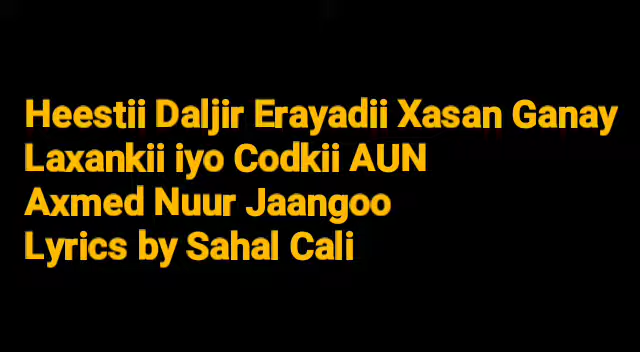 Heestii Daljir Erayadii Xasan Ganay
Laxankii iyo Codkii AUN
Axmed Nuur Jaangoo
Lyrics by Sahal Cali